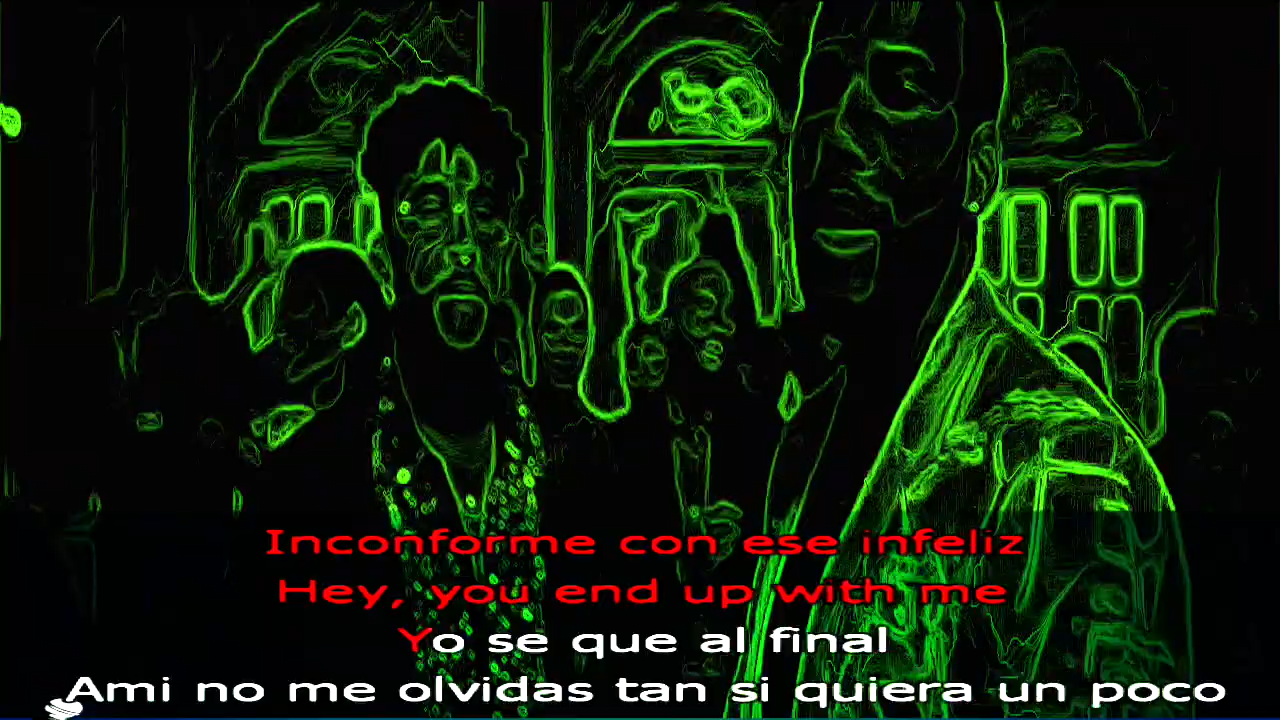 Inconforme con ese infeliz
Hey, you end up with me
Yo se que al final
Ami no me olvidas tan si quiera un poco